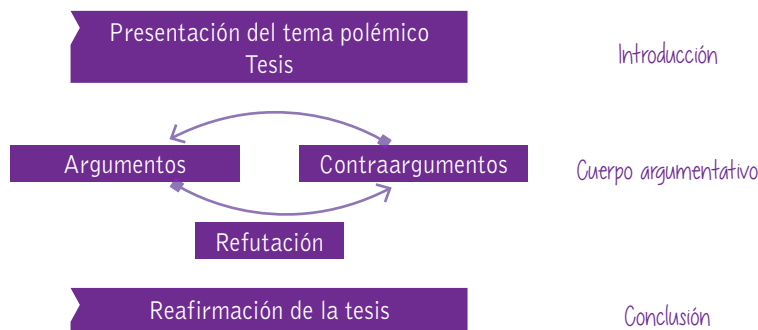 Presentación del tema polémico
Tesis
Introducción
Argumentos
Contraargumentos
Cuerpo argumentativo
Refutación
Reafirmación de la tesis
Conclusión